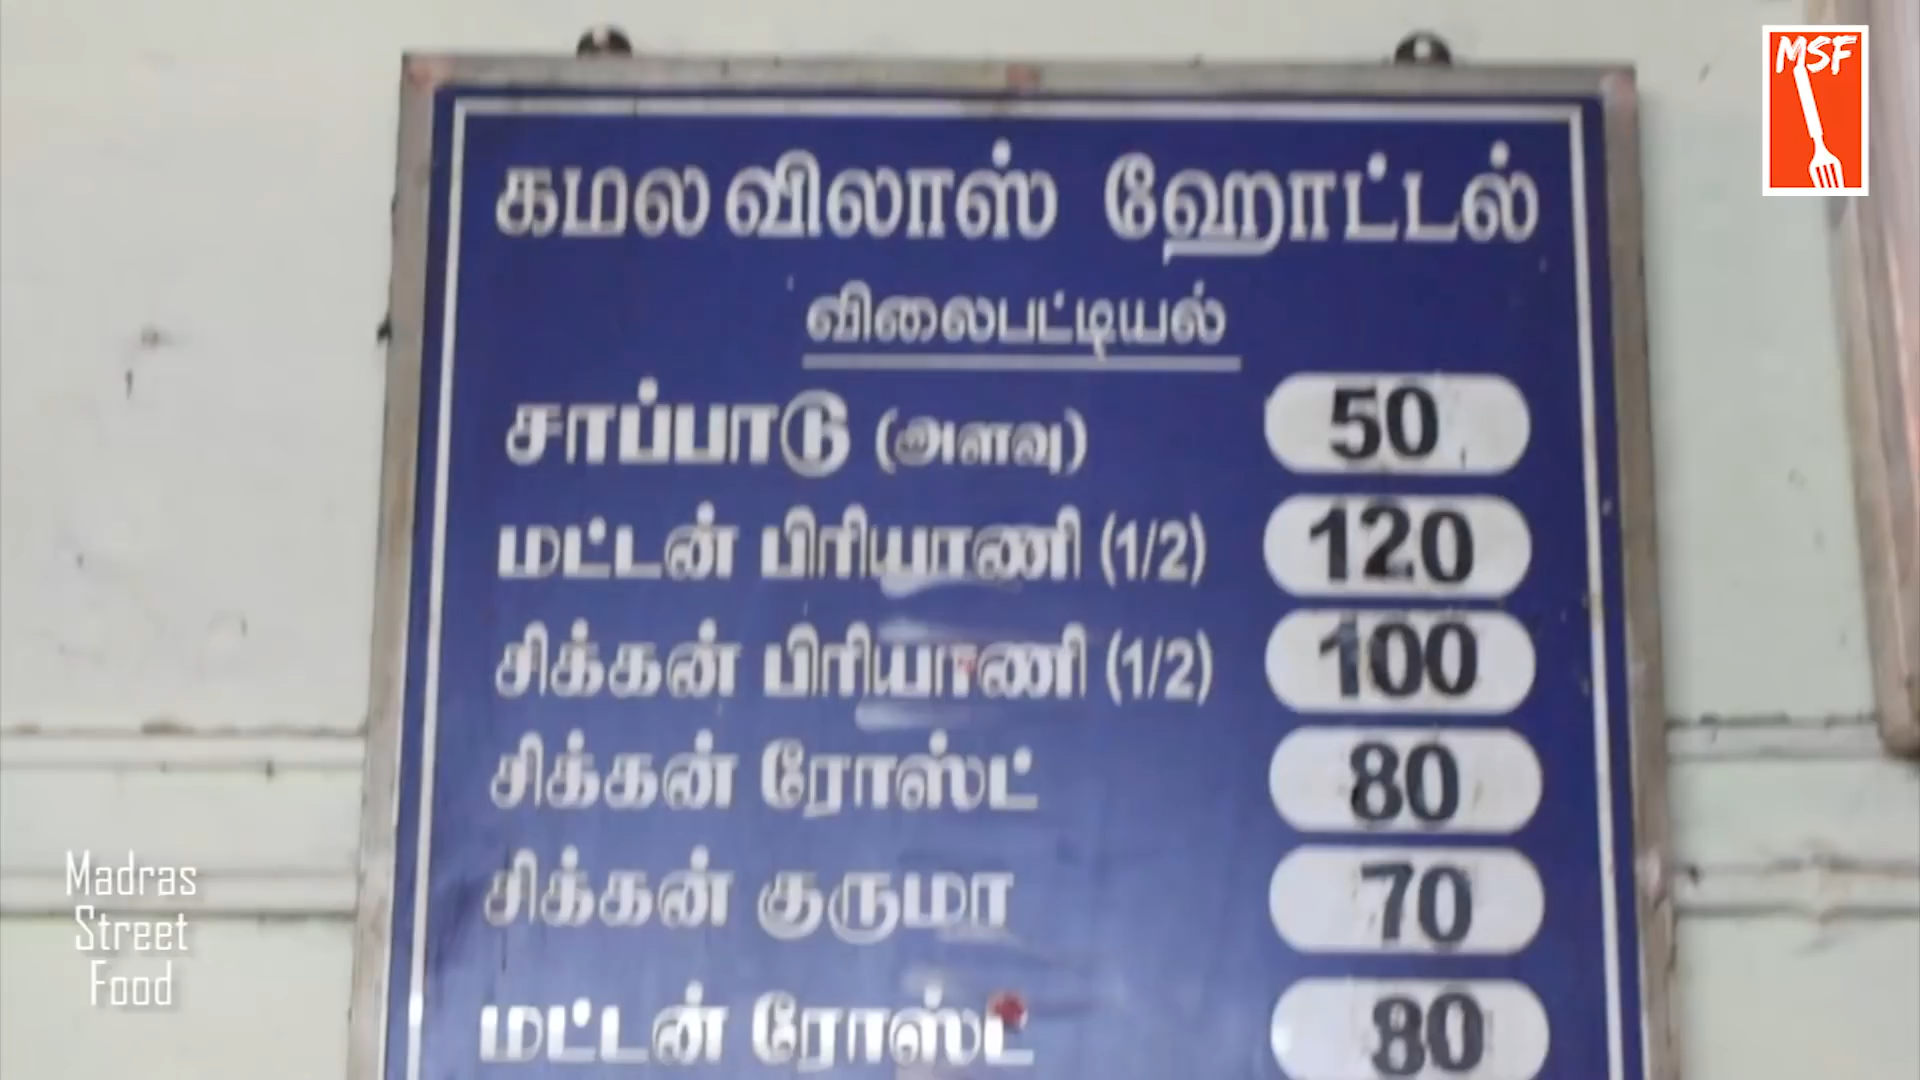 MSF
கமலவிலாஸ் ஹோட்டல்
விலைபட்டியல்
சாப்பாடு (அளவு) 50
மட்டன் பிரியாணி (1/2) 120
சிக்கன் பிரியாணி (1/2) 100
சிக்கன் ரோஸ்ட் 80
சிக்கன் குருமா 70
மட்டன் ரோஸ்ட் 80
Madras
Street
Food